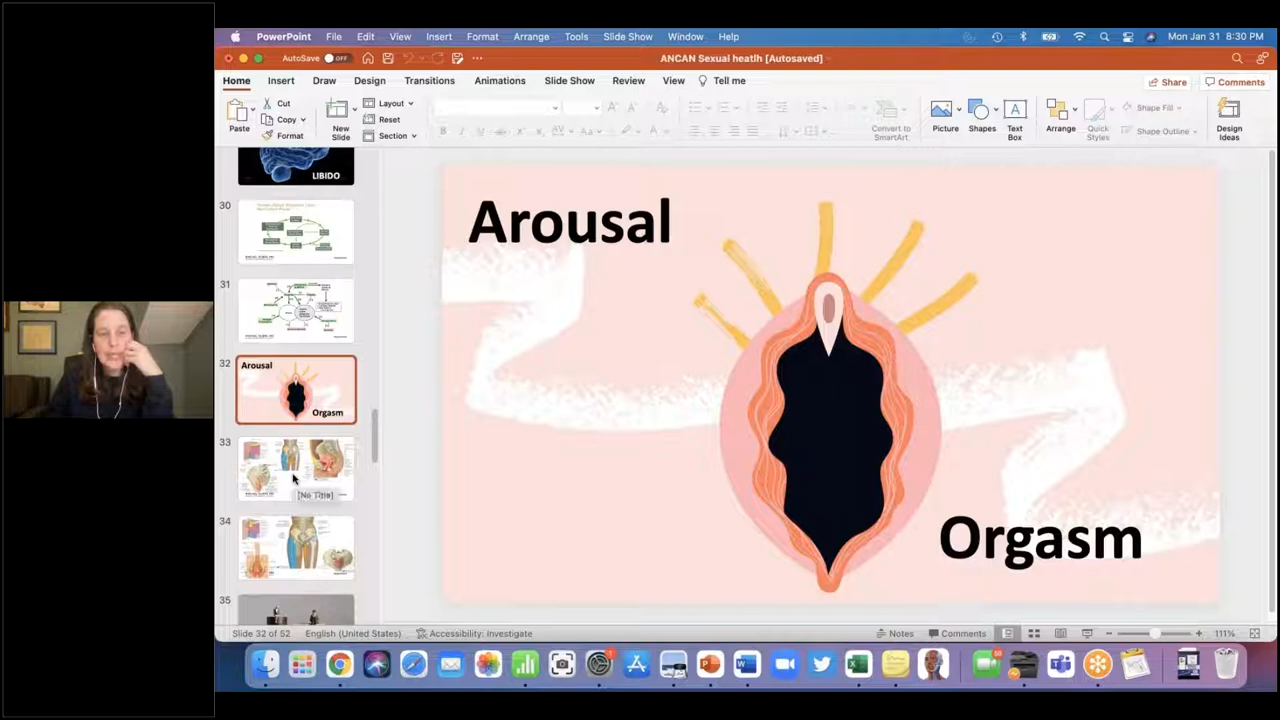 PowerPoint File Edit View Insert Format Arrange Tools Slide Show Window Help Mon Jan 31 8:30 PM
AutoSave OFF ANCAN Sexual heatlh [Autosaved]
Home Insert Draw Design Transitions Animations Slide Show Review View Tell me Share Comments
Paste
Cut
Copy
Format
New
Slide
Layout
Reset
Section
Convert to
SmartArt
Picture
Shapes
Text
Box
Arrange
Quick
Styles
Shape Fill
Shape Outline
Design
Ideas
LIBIDO
30
31
32
Arousal
Orgasm
33
[No Title]
34
35
Arousal
Orgasm
Slide 32 of 52 English (United States) Accessibility: Investigate Notes Comments 111%